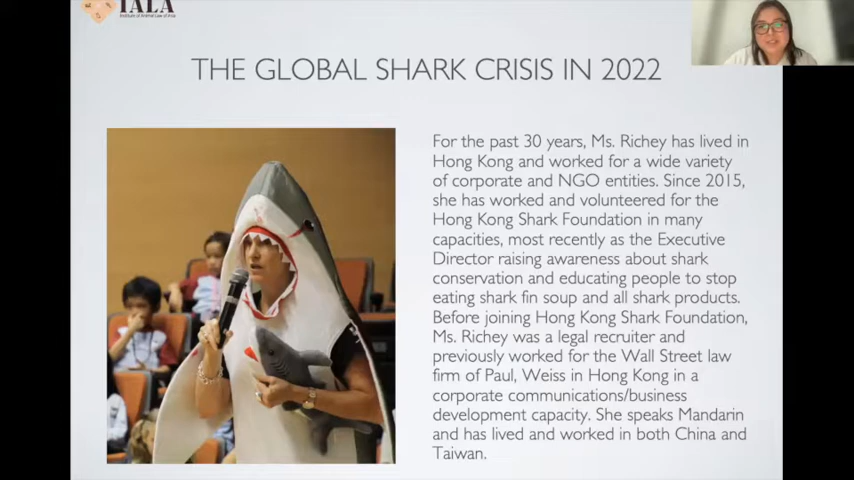 IALA
Institute of Animal Law of Asia
THE GLOBAL SHARK CRISIS IN 2022
For the past 30 years, Ms. Richey has lived in
Hong Kong and worked for a wide variety
of corporate and NGO entities. Since 2015,
she has worked and volunteered for the
Hong Kong Shark Foundation in many
capacities, most recently as the Executive
Director raising awareness about shark
conservation and educating people to stop
eating shark fin soup and all shark products.
Before joining Hong Kong Shark Foundation,
Ms. Richey was a legal recruiter and
previously worked for the Wall Street law
firm of Paul, Weiss in Hong Kong in a
corporate communications/business
development capacity. She speaks Mandarin
and has lived and worked in both China and
Taiwan.